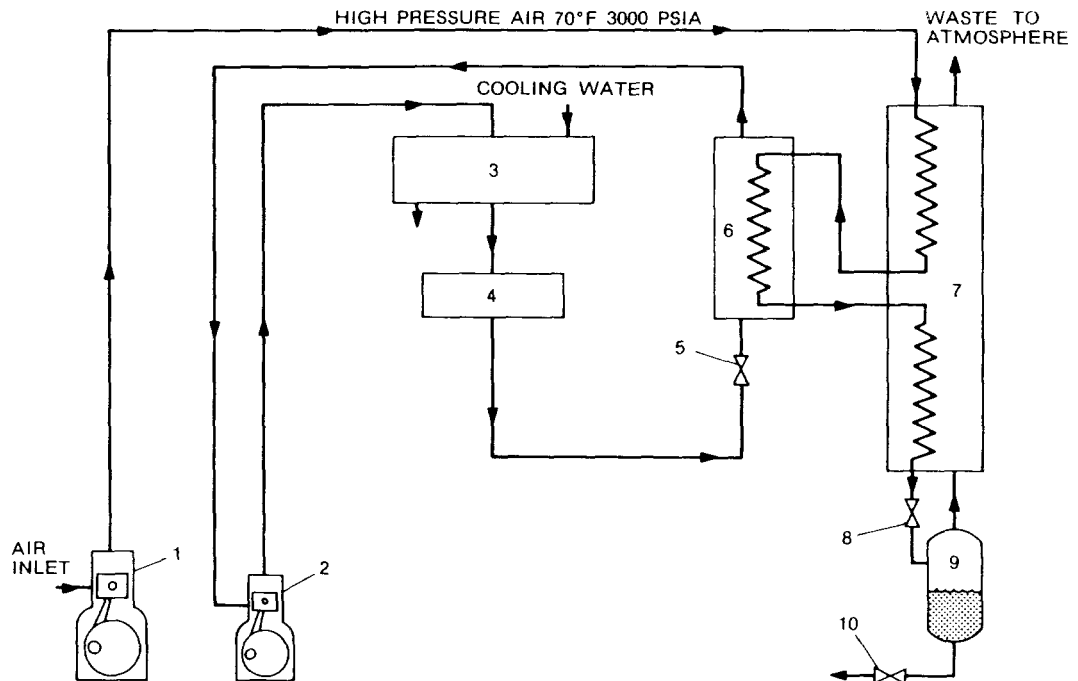 HIGH PRESSURE AIR 70°F 3000 PSIA
WASTE TO
ATMOSPHERE
COOLING WATER
3
6
4
7
5
8
AIR
INLET
1
2
9
10